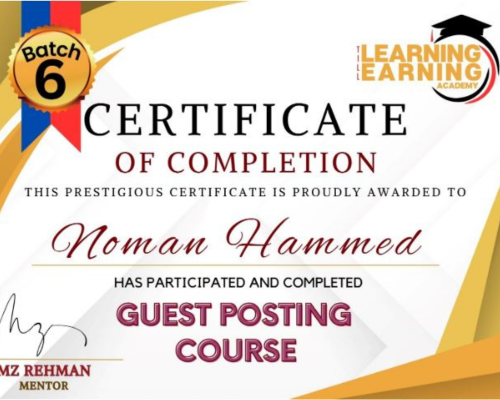 Batch
6
LEARNING
EARNING
ACADEMY
CERTIFICATE
OF COMPLETION
THIS PRESTIGIOUS CERTIFICATE IS PROUDLY AWARDED TO
Noman Hammed
HAS PARTICIPATED AND COMPLETED
GUEST POSTING
COURSE
MZ REHMAN
MENTOR